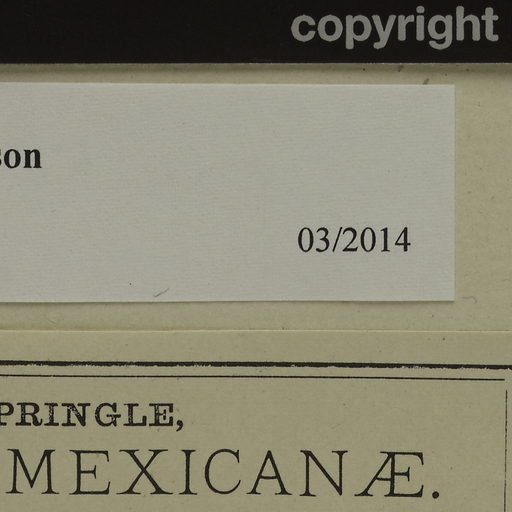 copyright
son
03/2014
PRINGLE,
MEXICANÆ.